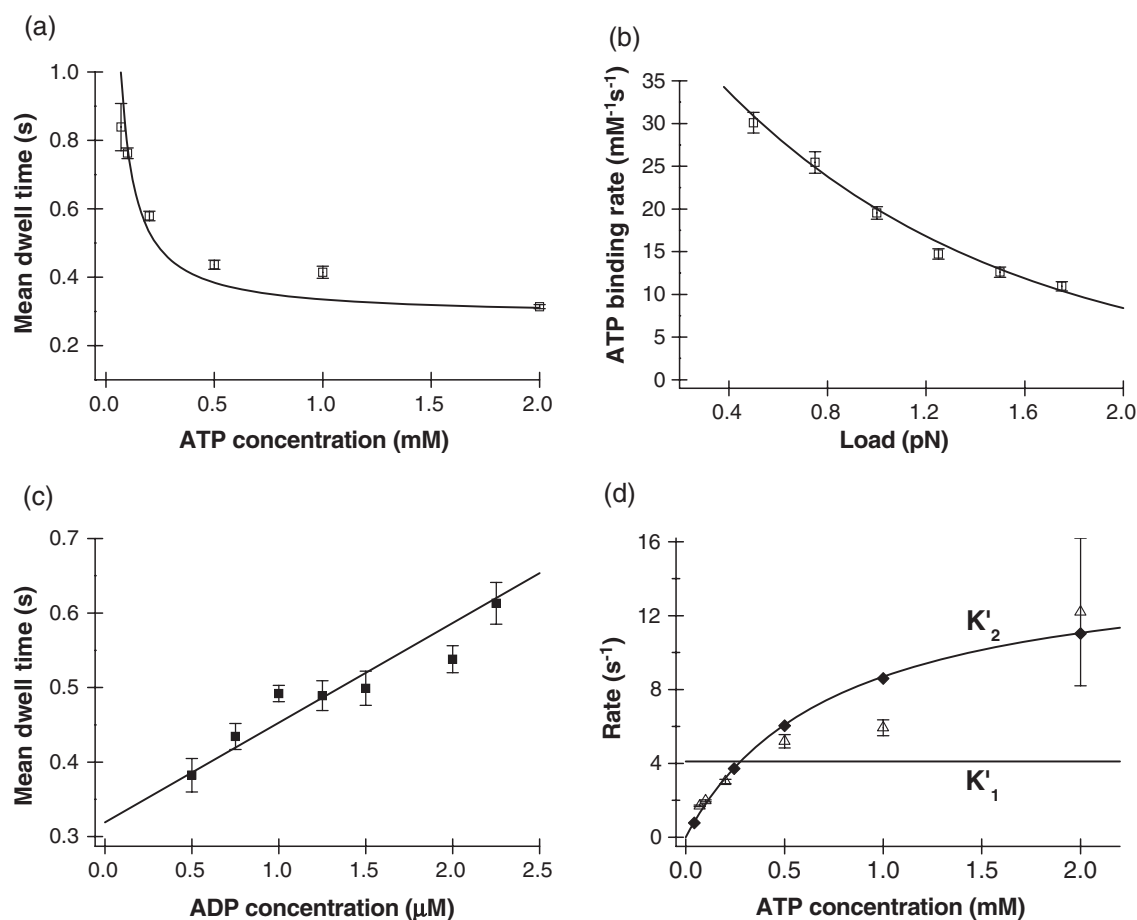 (a)
Mean dwell time (s)
1.0
0.8
0.6
0.4
0.2
0.0 0.5 1.0 1.5 2.0
ATP concentration (mM)
(b)
ATP binding rate (mM⁻¹s⁻¹)
35
30
25
20
15
10
5
0
0.4 0.8 1.2 1.6 2.0
Load (pN)
(c)
Mean dwell time (s)
0.7
0.6
0.5
0.4
0.3
0.0 0.5 1.0 1.5 2.0 2.5
ADP concentration (μM)
(d)
Rate (s⁻¹)
16
12
8
4
0
K'₂
K'₁
0.0 0.5 1.0 1.5 2.0
ATP concentration (mM)